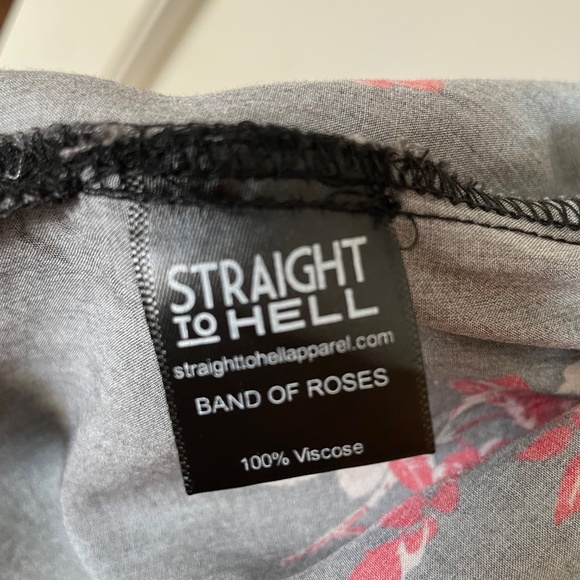 STRAIGHT
TO HELL
straighttohellapparel.com
BAND OF ROSES
100% Viscose